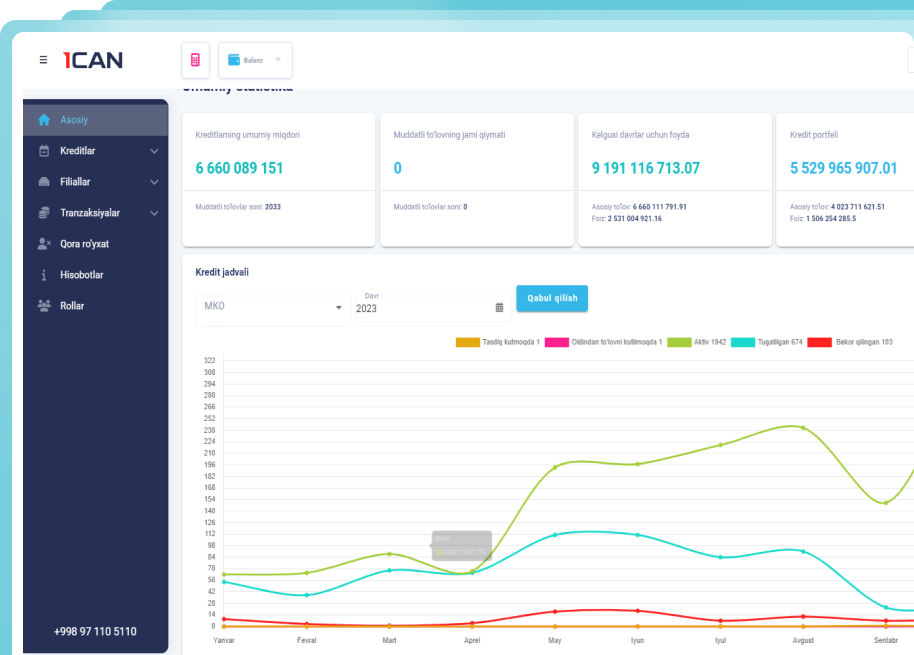 1CAN
Balans
Umumiy statistika
Asosiy
Kreditlar
Filiallar
Tranzaksiyalar
Qora ro'yxat
Hisobotlar
Rollar
+998 97 110 5110
Kreditlarning umumiy miqdori
6 660 089 151
Muddatli to'lovlar soni: 2033
Muddatli to'lovning jami qiymati
0
Muddatli to'lovlar soni: 0
Kelgusi davrlar uchun foyda
9 191 116 713.07
Asosiy to'lov: 6 660 111 791.91
Foiz: 2 531 004 921.16
Kredit portfeli
5 529 965 907.01
Asosiy to'lov: 4 023 711 621.51
Foiz: 1 506 254 285.5
Kredit jadvali
MKO
Davr
2023
Qabul qilish
Tasdiq kutmoqda 1
Oldindan to'lovni kutilmoqda 1
Aktiv 1942
Tugatilgan 674
Bekor qilingan 103
322
308
294
280
266
252
238
224
210
196
182
168
154
140
126
112
98
84
70
56
42
28
14
0
Mart
Aktiv 1942:
Yanvar
Fevral
Mart
Aprel
May
Iyun
Iyul
Avgust
Sentabr